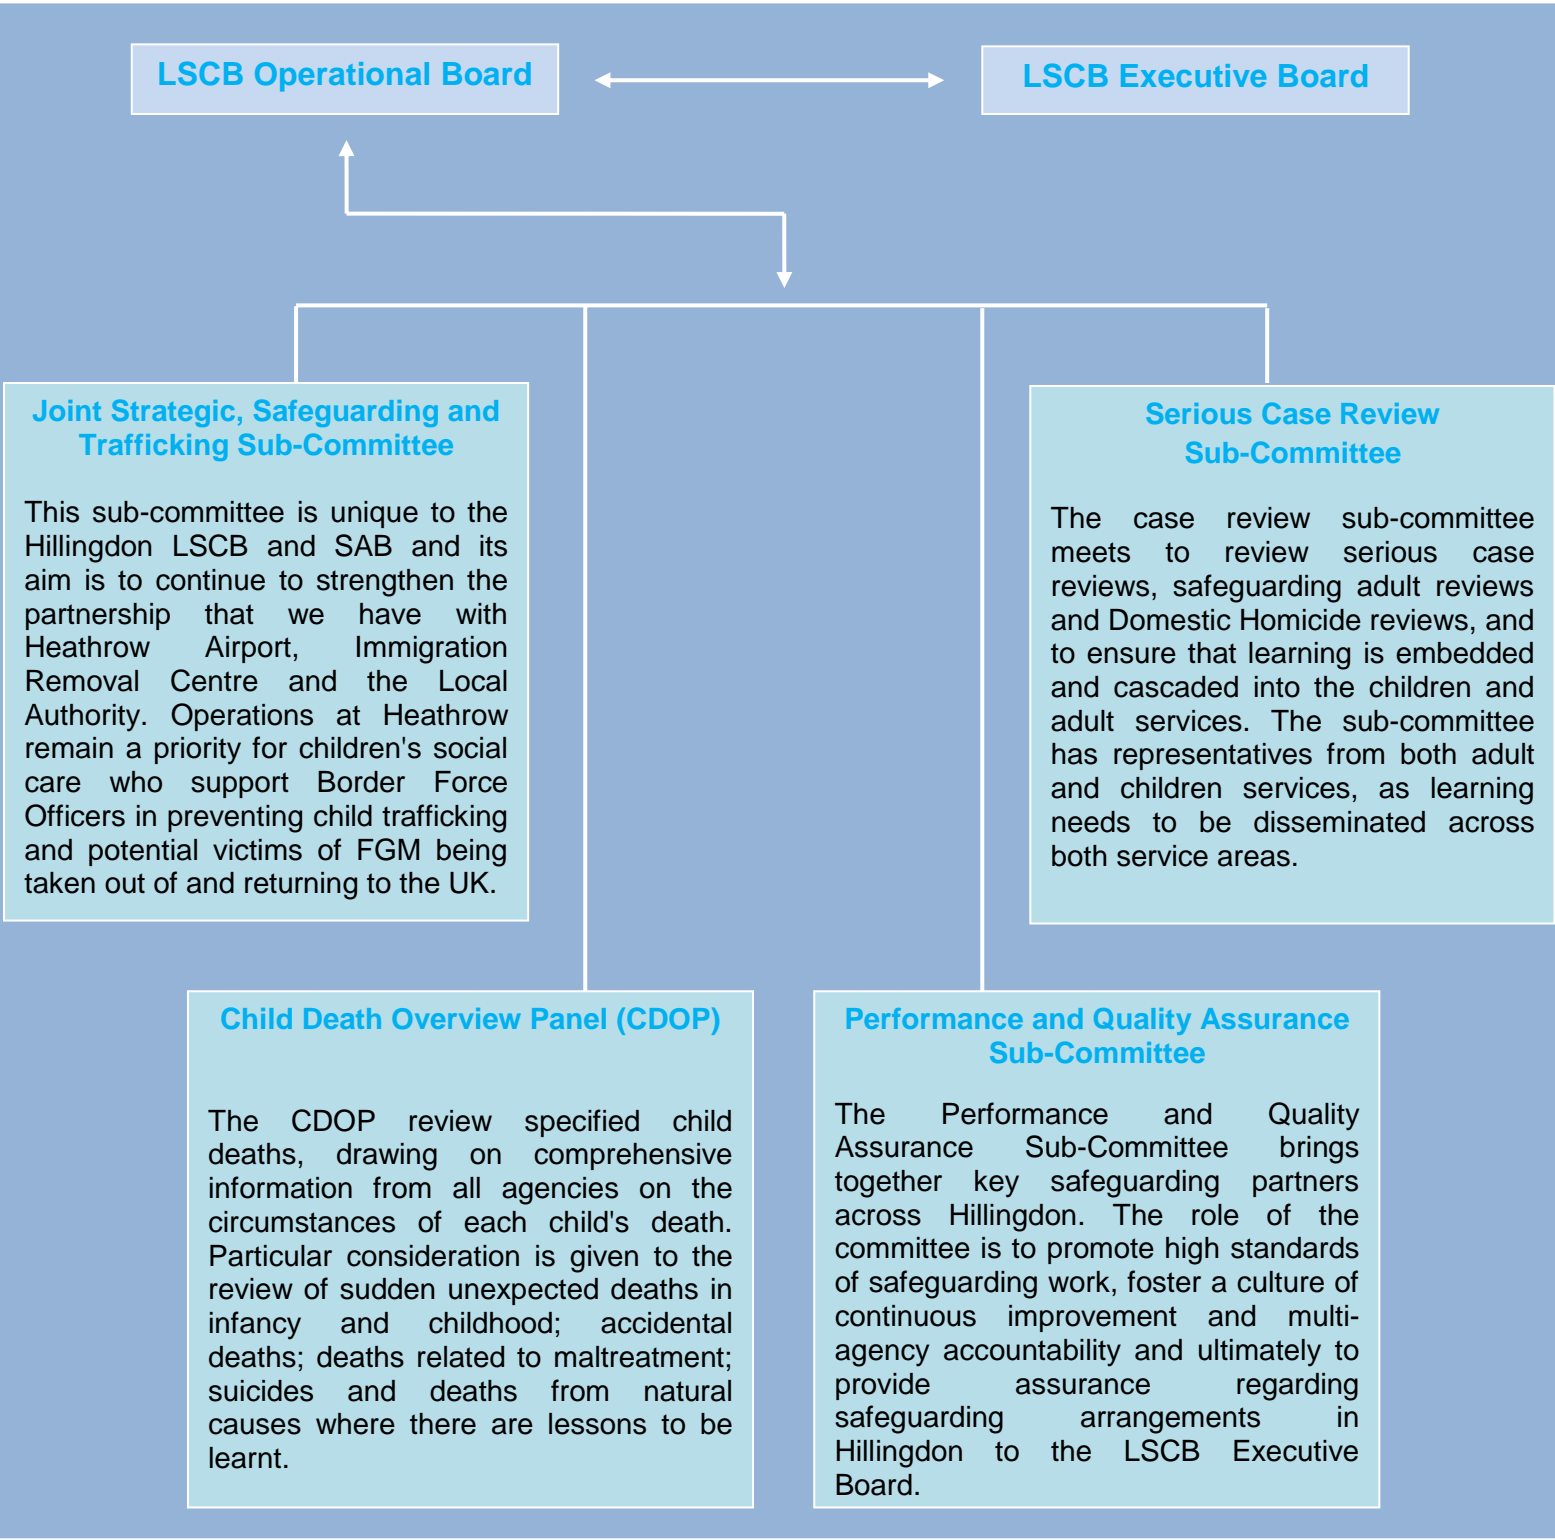 LSCB Operational Board
LSCB Executive Board
Joint Strategic, Safeguarding and
Trafficking Sub-Committee
This sub-committee is unique to the
Hillingdon LSCB and SAB and its
aim is to continue to strengthen the
partnership that we have with
Heathrow Airport, Immigration
Removal Centre and the Local
Authority. Operations at Heathrow
remain a priority for children's social
care who support Border Force
Officers in preventing child trafficking
and potential victims of FGM being
taken out of and returning to the UK.
Serious Case Review
Sub-Committee
The case review sub-committee
meets to review serious case
reviews, safeguarding adult reviews
and Domestic Homicide reviews, and
to ensure that learning is embedded
and cascaded into the children and
adult services. The sub-committee
has representatives from both adult
and children services, as learning
needs to be disseminated across
both service areas.
Child Death Overview Panel (CDOP)
The CDOP review specified child
deaths, drawing on comprehensive
information from all agencies on the
circumstances of each child's death.
Particular consideration is given to the
review of sudden unexpected deaths in
infancy and childhood; accidental
deaths; deaths related to maltreatment;
suicides and deaths from natural
causes where there are lessons to be
learnt.
Performance and Quality Assurance
Sub-Committee
The Performance and Quality
Assurance Sub-Committee brings
together key safeguarding partners
across Hillingdon. The role of the
committee is to promote high standards
of safeguarding work, foster a culture of
continuous improvement and multi-
agency accountability and ultimately to
provide assurance regarding
safeguarding arrangements in
Hillingdon to the LSCB Executive
Board.